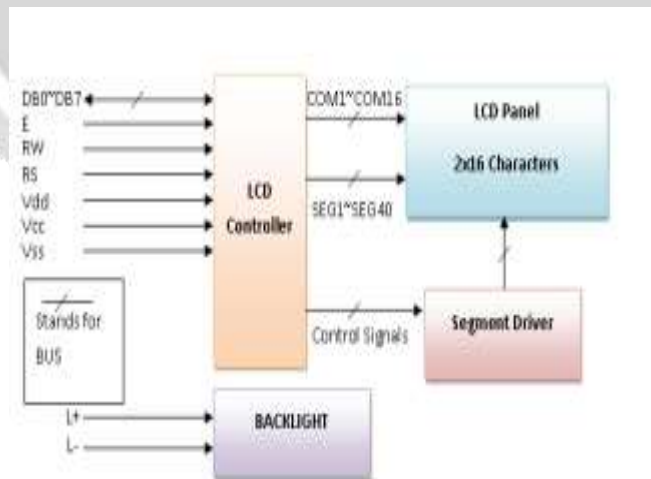 DB0~DB7
E
RW
RS
Vdd
Vcc
Vss
LCD
Controller
COM1~COM16
SEG1~SEG40
LCD Panel
2x16 Characters
Control Signals
Segment Driver
Stands for
BUS
L+
L-
BACKLIGHT